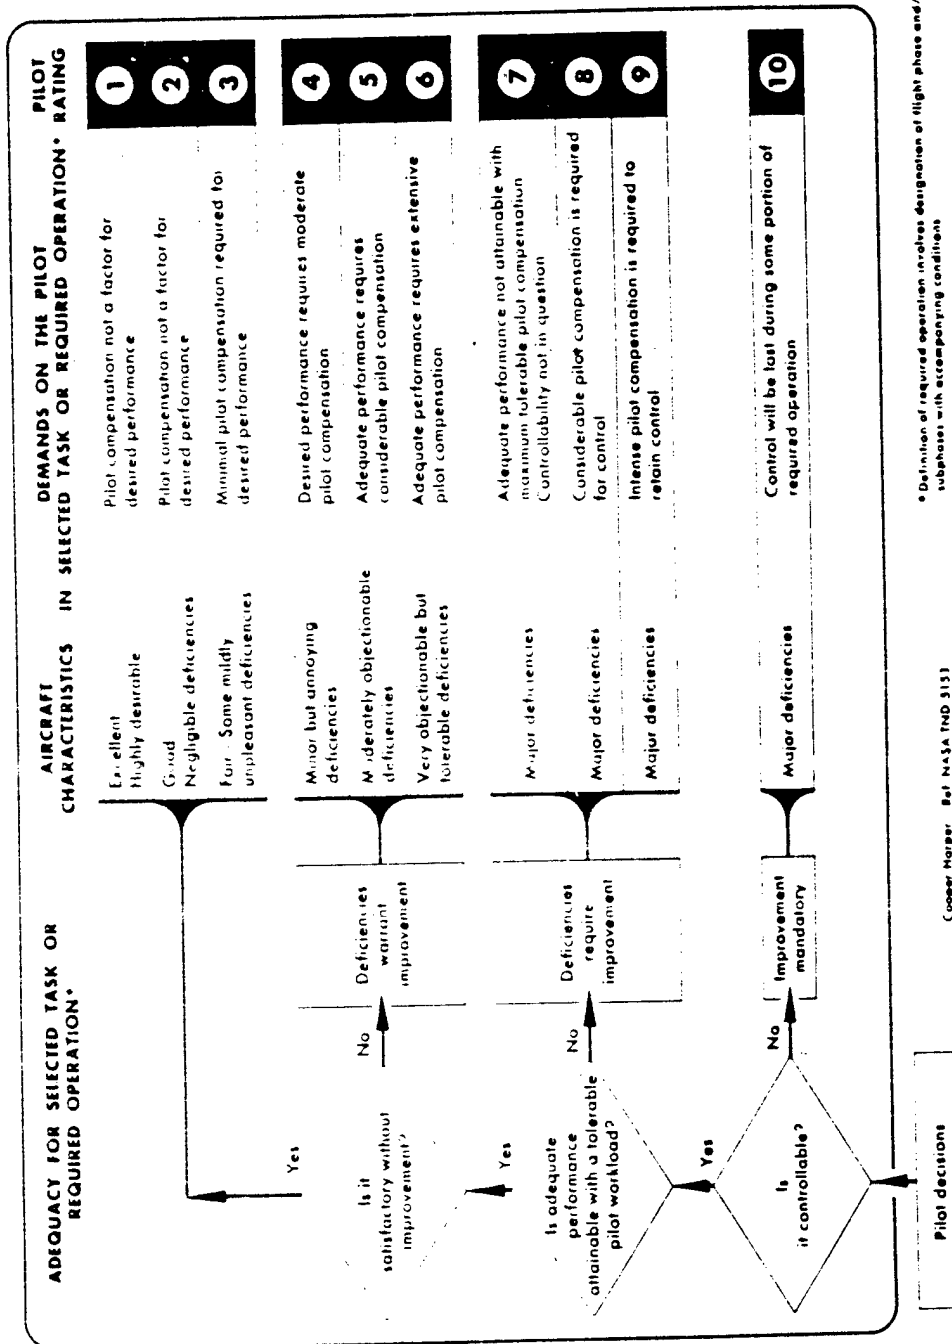 ADEQUACY FOR SELECTED TASK OR
REQUIRED OPERATION*
AIRCRAFT
CHARACTERISTICS
DEMANDS ON THE PILOT
IN SELECTED TASK OR REQUIRED OPERATION*
PILOT
RATING
Excellent
Highly desirable
Pilot compensation not a factor for
desired performance
1
Good
Negligible deficiencies
Pilot compensation not a factor for
desired performance
2
Fair - Some mildly
unpleasant deficiencies
Minimal pilot compensation required for
desired performance
3
Yes
Is it
satisfactory without
improvement?
No
Deficiencies
warrant
improvement
Minor but annoying
deficiencies
Desired performance requires moderate
pilot compensation
4
Moderately objectionable
deficiencies
Adequate performance requires
considerable pilot compensation
5
Very objectionable but
tolerable deficiencies
Adequate performance requires extensive
pilot compensation
6
Yes
Is adequate
performance
attainable with a tolerable
pilot workload?
No
Deficiencies
require
improvement
Major deficiencies
Adequate performance not attainable with
maximum tolerable pilot compensation
Controllability not in question
7
Major deficiencies
Considerable pilot compensation is required
for control
8
Major deficiencies
Intense pilot compensation is required to
retain control
9
Yes
Is
it controllable?
No
Improvement
mandatory
Major deficiencies
Control will be lost during some portion of
required operation
10
Pilot decisions
Cooper Harper Ref NASA TND 5153
*Definition of required operation involves designation of flight phase and/
subphases with accompanying conditions